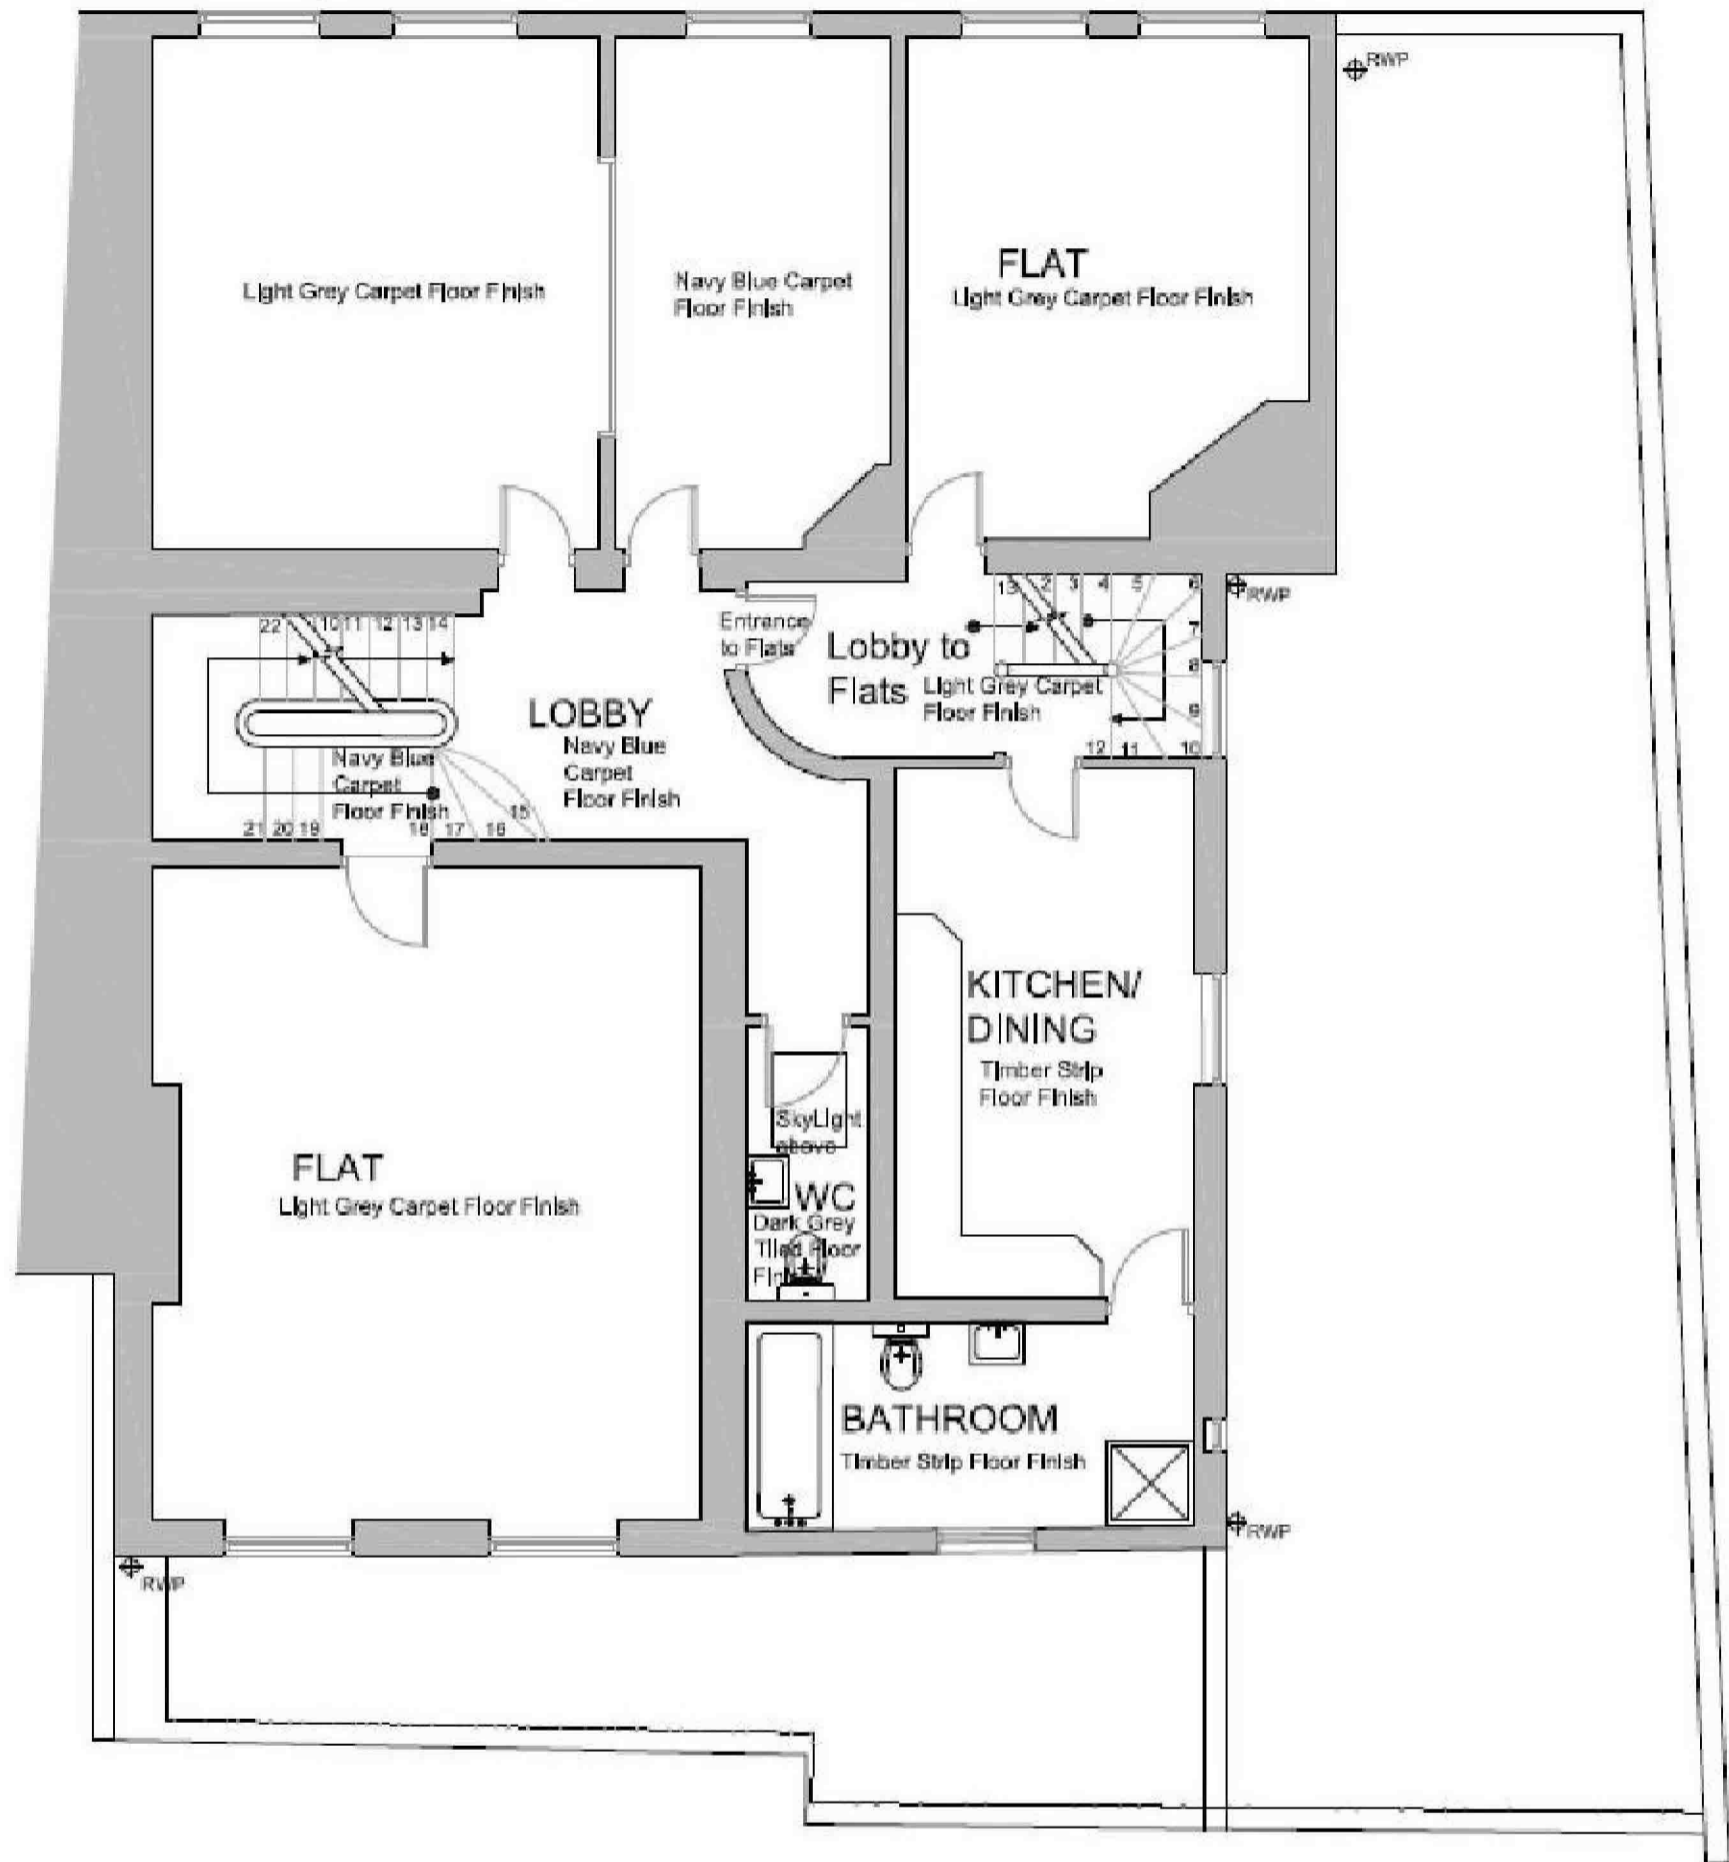 RWP
Light Grey Carpet Floor Finish
Navy Blue Carpet
Floor Finish
FLAT
Light Grey Carpet Floor Finish
13 2 3 4 5 6
RWP
7
8
9
10
11
12
22 10 11 12 13 14
Entrance
to Flats
Lobby to
Flats
Light Grey Carpet
Floor Finish
LOBBY
Navy Blue
Carpet
Floor Finish
Navy Blue
Carpet
Floor Finish
21 20 19 18 17 16 15
KITCHEN/
DINING
Timber Strip
Floor Finish
SkyLight
above
WC
Dark Grey
Tiled Floor
Finish
FLAT
Light Grey Carpet Floor Finish
BATHROOM
Timber Strip Floor Finish
RWP
RWP